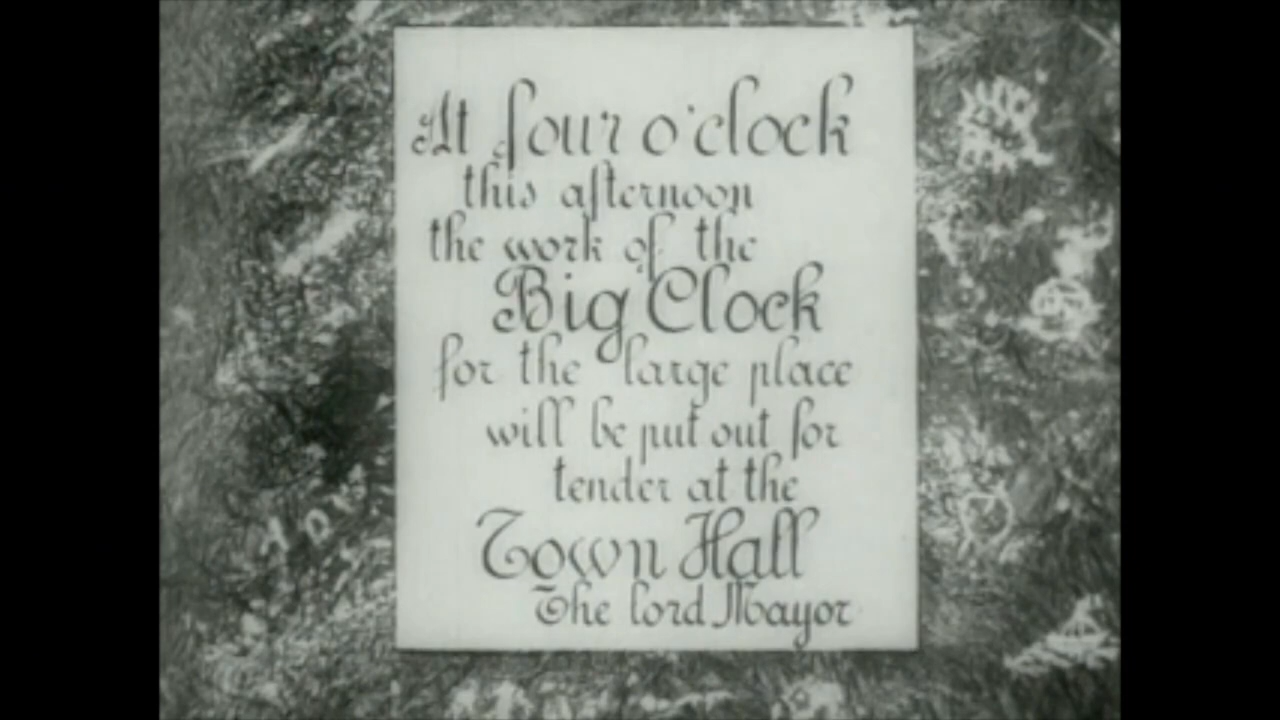 At four o'clock
this afternoon
the work of the
Big Clock
for the large place
will be put out for
tender at the
Town Hall
The lord Mayor